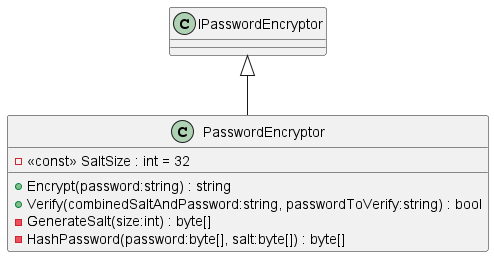 C IPasswordEncryptor
C PasswordEncryptor
«const» SaltSize : int = 32
Encrypt(password:string) : string
Verify(combinedSaltAndPassword:string, passwordToVerify:string) : bool
GenerateSalt(size:int) : byte[]
HashPassword(password:byte[], salt:byte[]) : byte[]